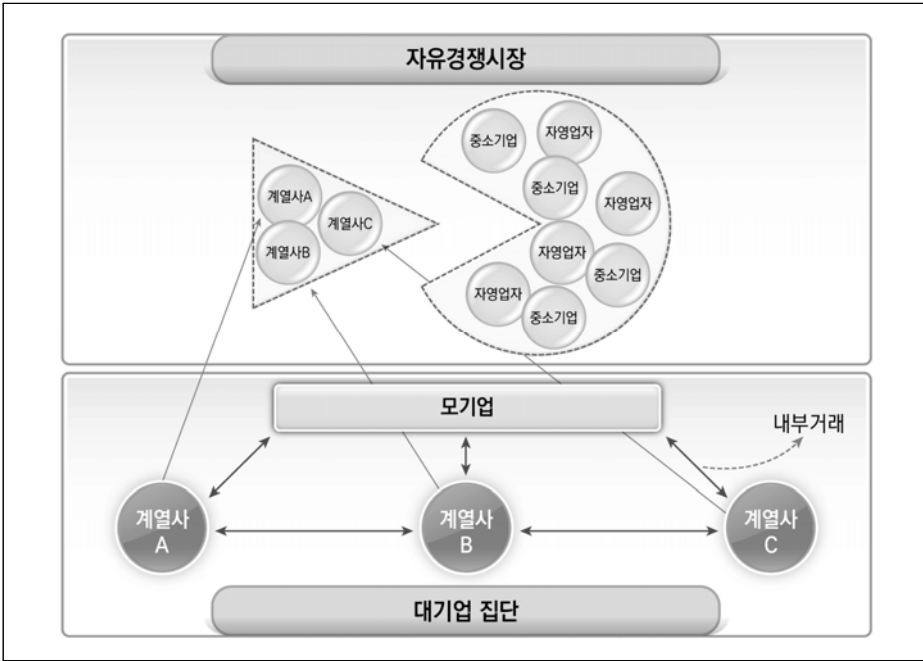 자유경쟁시장
중소기업
자영업자
중소기업
자영업자
계열사A
계열사C
계열사B
자영업자
중소기업
자영업자
중소기업
모기업
내부거래
계열사
A
계열사
B
계열사
C
대기업 집단